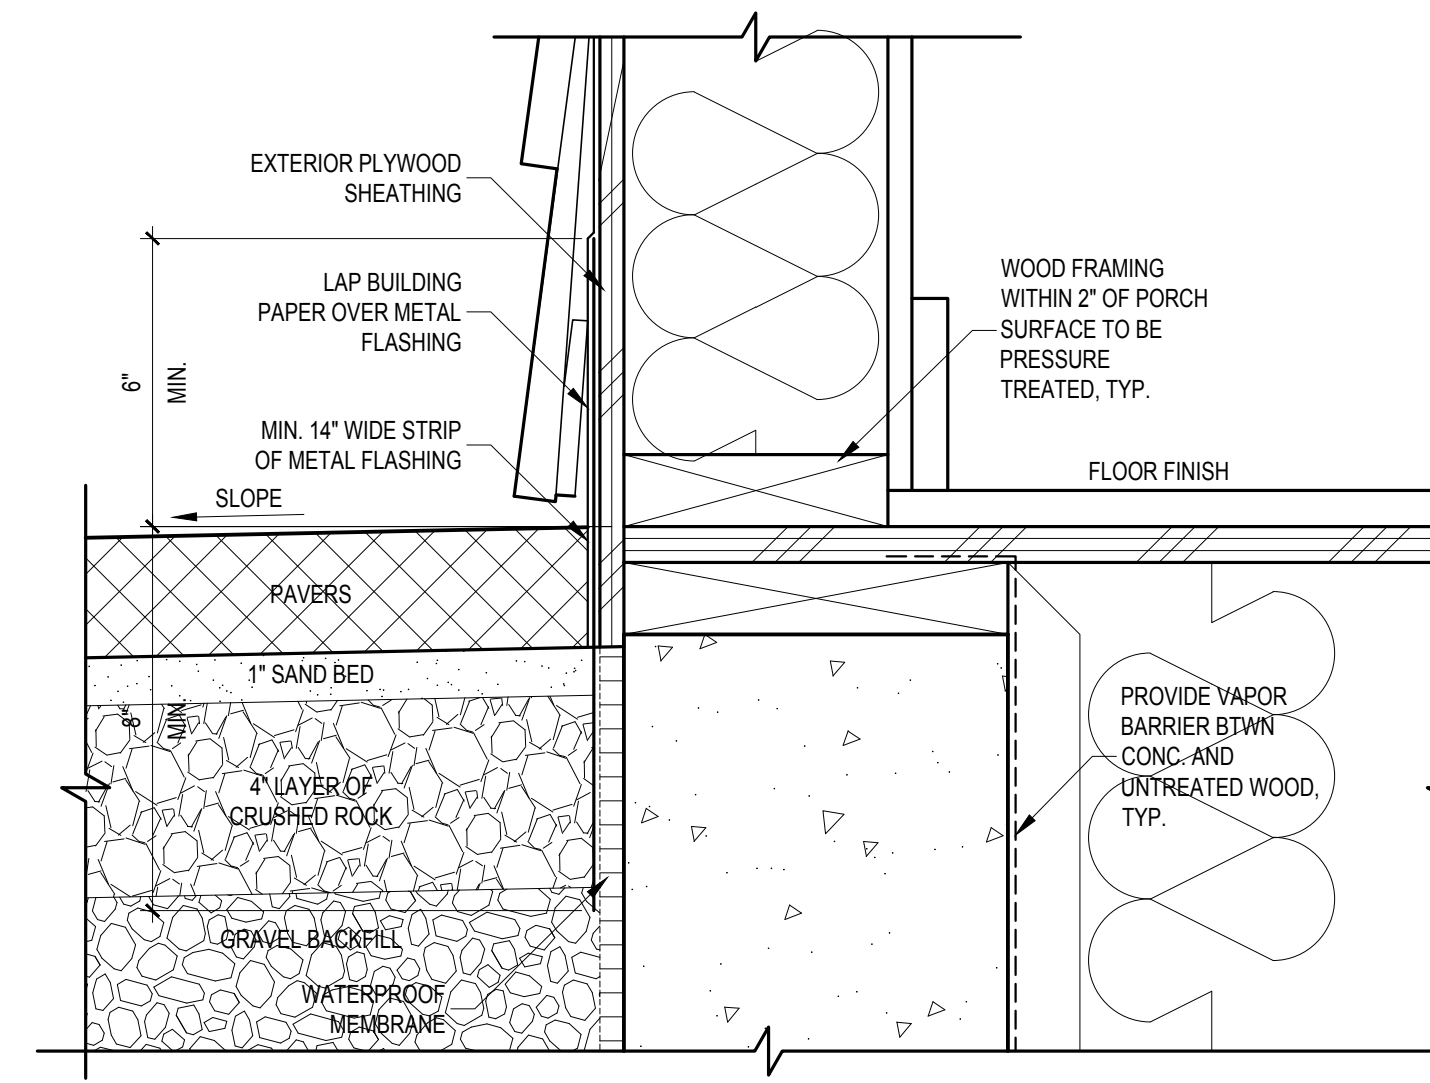 EXTERIOR PLYWOOD
SHEATHING
LAP BUILDING
PAPER OVER METAL
FLASHING
6"
MIN.
MIN. 14" WIDE STRIP
OF METAL FLASHING
SLOPE
WOOD FRAMING
WITHIN 2" OF PORCH
SURFACE TO BE
PRESSURE
TREATED, TYP.
FLOOR FINISH
PAVERS
1" SAND BED
8"
MIN.
4" LAYER OF
CRUSHED ROCK
PROVIDE VAPOR
BARRIER BTWN
CONC. AND
UNTREATED WOOD,
TYP.
GRAVEL BACKFILL
WATERPROOF
MEMBRANE